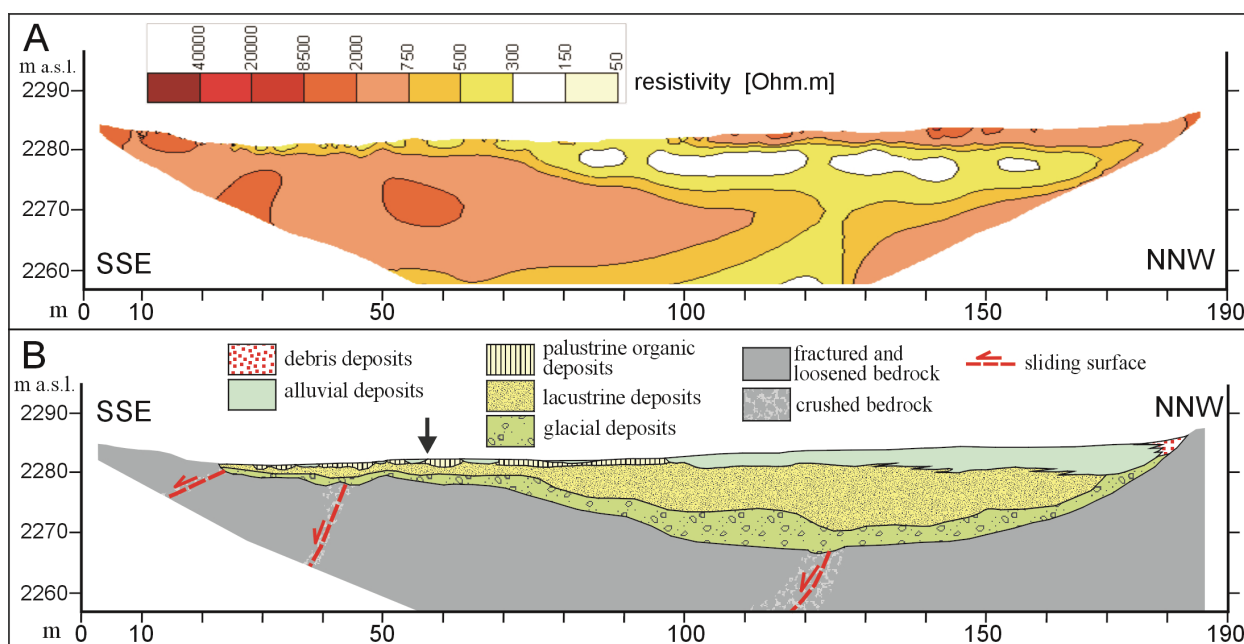 A
m a.s.l.
40000
20000
8500
2000
750
500
300
150
50
resistivity [Ohm.m]
2290
2280
2270
2260
SSE
NNW
m
0
10
50
100
150
190
B
debris deposits
alluvial deposits
palustrine organic
deposits
lacustrine deposits
glacial deposits
fractured and
loosened bedrock
crushed bedrock
sliding surface
m a.s.l.
SSE
NNW
2290
2280
2270
2260
m
0
10
50
100
150
190